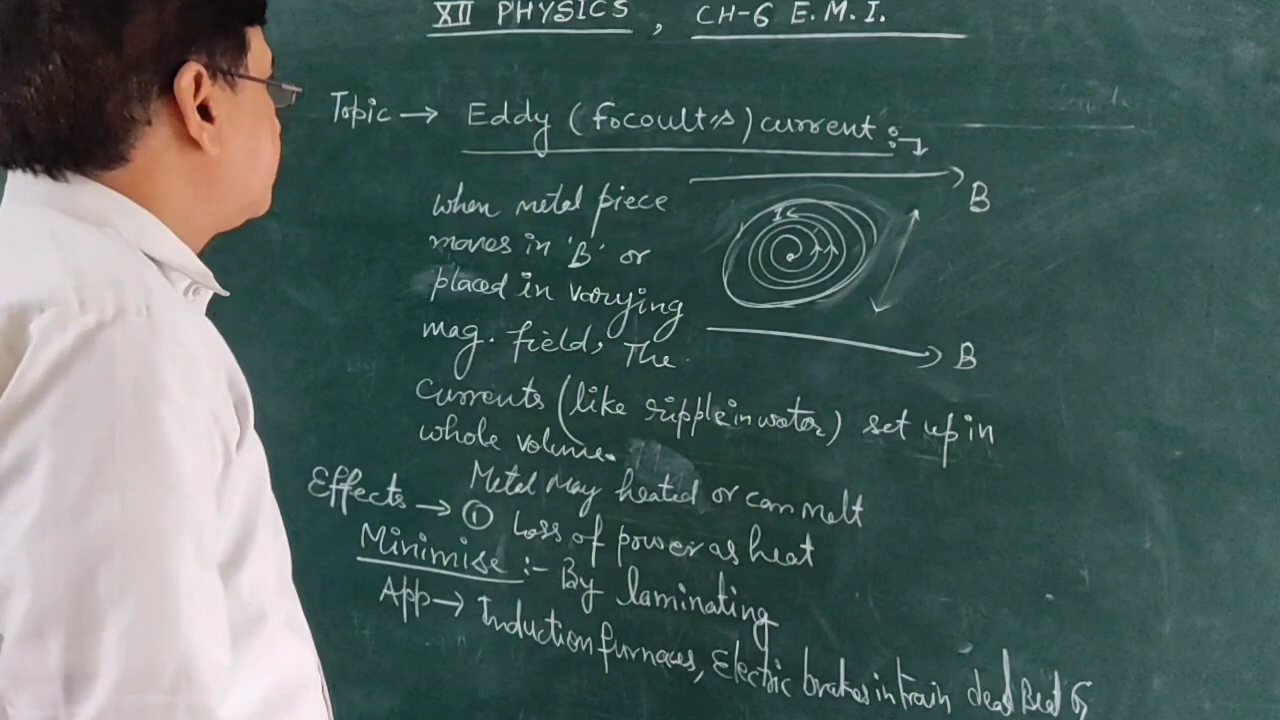 XII PHYSICS , CH-6 E.M.I.
Topic → Eddy (focoult's) current :→
B
when metal piece
moves in 'B' or
placed in varying
mag. field, The
B
currents (like ripple in water) set up in
whole volume.
Metal May heated or can melt
Effects → ① Loss of power as heat
Minimise :- By laminating
App → Induction furnaces, Electric brakes in train dead Beat G